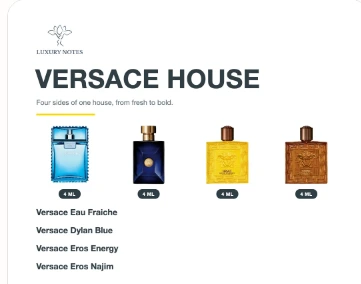 LUXURY NOTES
VERSACE HOUSE
Four sides of one house, from fresh to bold.
4 ML
4 ML
4 ML
4 ML
Versace Eau Fraiche
Versace Dylan Blue
Versace Eros Energy
Versace Eros Najim